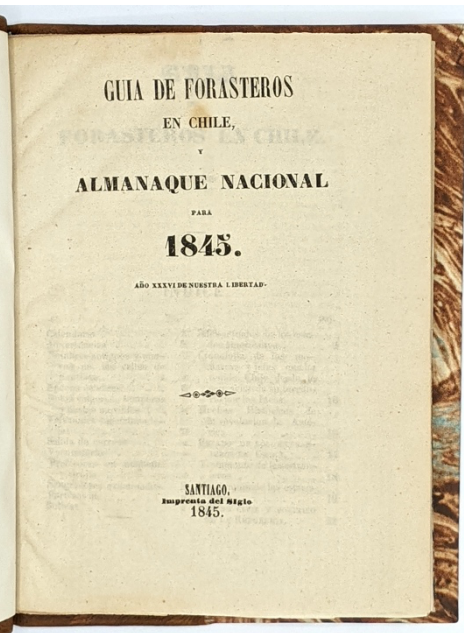 GUIA DE FORASTEROS
EN CHILE,
Y
ALMANAQUE NACIONAL
PARA
1845.
AÑO XXXVI DE NUESTRA LIBERTAD-
SANTIAGO,
Imprenta del Siglo
1845.